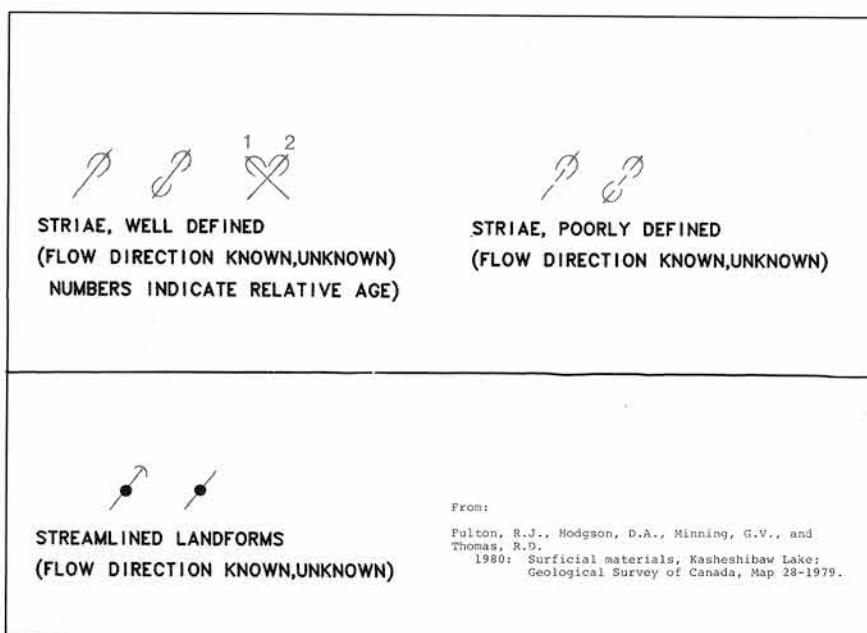 1 2
STRIAE, WELL DEFINED
(FLOW DIRECTION KNOWN,UNKNOWN)
NUMBERS INDICATE RELATIVE AGE)
STRIAE, POORLY DEFINED
(FLOW DIRECTION KNOWN,UNKNOWN)
STREAMLINED LANDFORMS
(FLOW DIRECTION KNOWN,UNKNOWN)
From:
Fulton, R.J., Hodgson, D.A., Minning, G.V., and
Thomas, R.D.
1980: Surficial materials, Kasheshibaw Lake;
Geological Survey of Canada, Map 28-1979.